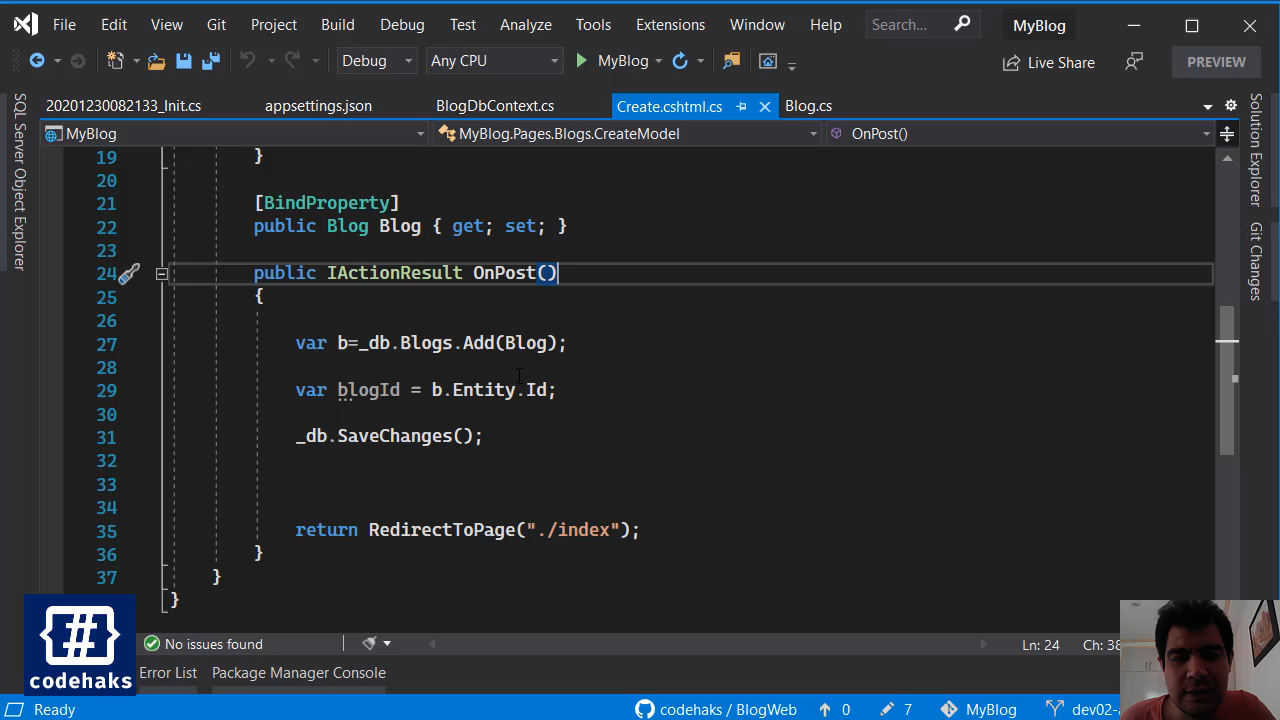 File Edit View Git Project Build Debug Test Analyze Tools Extensions Window Help Search... MyBlog
Debug Any CPU MyBlog Live Share PREVIEW
SQL Server Object Explorer
20201230082133_Init.cs appsettings.json BlogDbContext.cs Create.cshtml.cs Blog.cs
MyBlog MyBlog.Pages.Blogs.CreateModel OnPost()
19 }
20
21 [BindProperty]
22 public Blog Blog { get; set; }
23
24 public IActionResult OnPost()
25 {
26
27 var b=_db.Blogs.Add(Blog);
28
29 var blogId = b.Entity.Id;
30
31 _db.SaveChanges();
32
33
34
35 return RedirectToPage("./index");
36 }
37 }
}
Solution Explorer
Git Changes
No issues found Ln: 24
Error List Package Manager Console
{#}
codehaks
Ready codehaks / BlogWeb 0 7 MyBlog